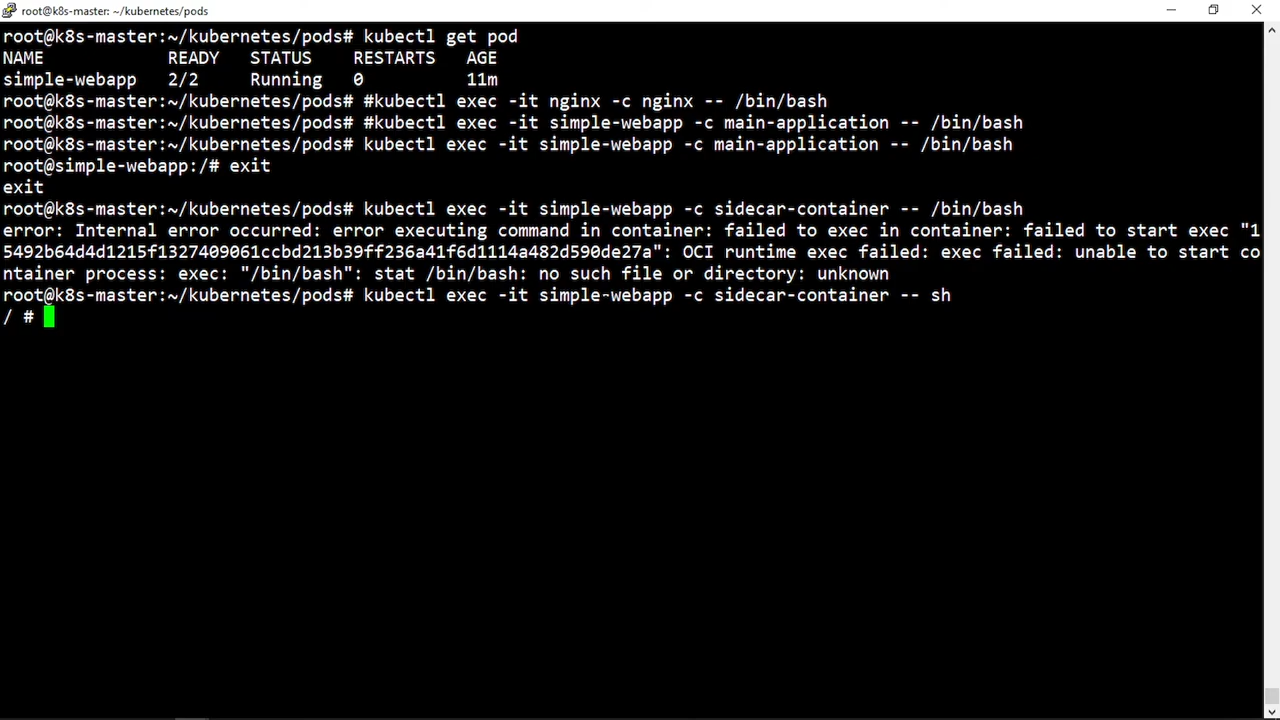 root@k8s-master: ~/kubernetes/pods
root@k8s-master:~/kubernetes/pods# kubectl get pod
NAME            READY   STATUS    RESTARTS   AGE
simple-webapp   2/2     Running   0          11m
root@k8s-master:~/kubernetes/pods# #kubectl exec -it nginx -c nginx -- /bin/bash
root@k8s-master:~/kubernetes/pods# #kubectl exec -it simple-webapp -c main-application -- /bin/bash
root@k8s-master:~/kubernetes/pods# kubectl exec -it simple-webapp -c main-application -- /bin/bash
root@simple-webapp:/# exit
exit
root@k8s-master:~/kubernetes/pods# kubectl exec -it simple-webapp -c sidecar-container -- /bin/bash
error: Internal error occurred: error executing command in container: failed to exec in container: failed to start exec "1
5492b64d4d1215f1327409061ccbd213b39ff236a41f6d1114a482d590de27a": OCI runtime exec failed: exec failed: unable to start co
ntainer process: exec: "/bin/bash": stat /bin/bash: no such file or directory: unknown
root@k8s-master:~/kubernetes/pods# kubectl exec -it simple-webapp -c sidecar-container -- sh
/ #